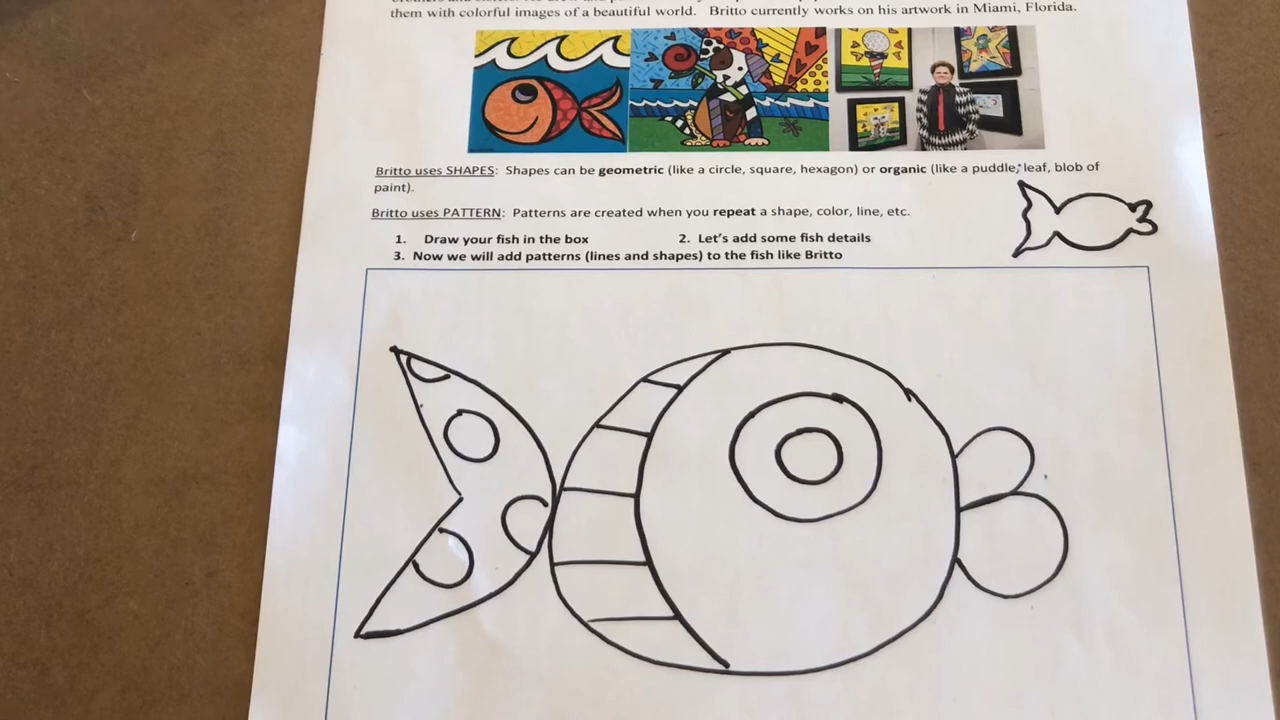 them with colorful images of a beautiful world. Britto currently works on his artwork in Miami, Florida.
Britto uses SHAPES: Shapes can be geometric (like a circle, square, hexagon) or organic (like a puddle, leaf, blob of
paint).
Britto uses PATTERN: Patterns are created when you repeat a shape, color, line, etc.
1. Draw your fish in the box 2. Let's add some fish details
3. Now we will add patterns (lines and shapes) to the fish like Britto